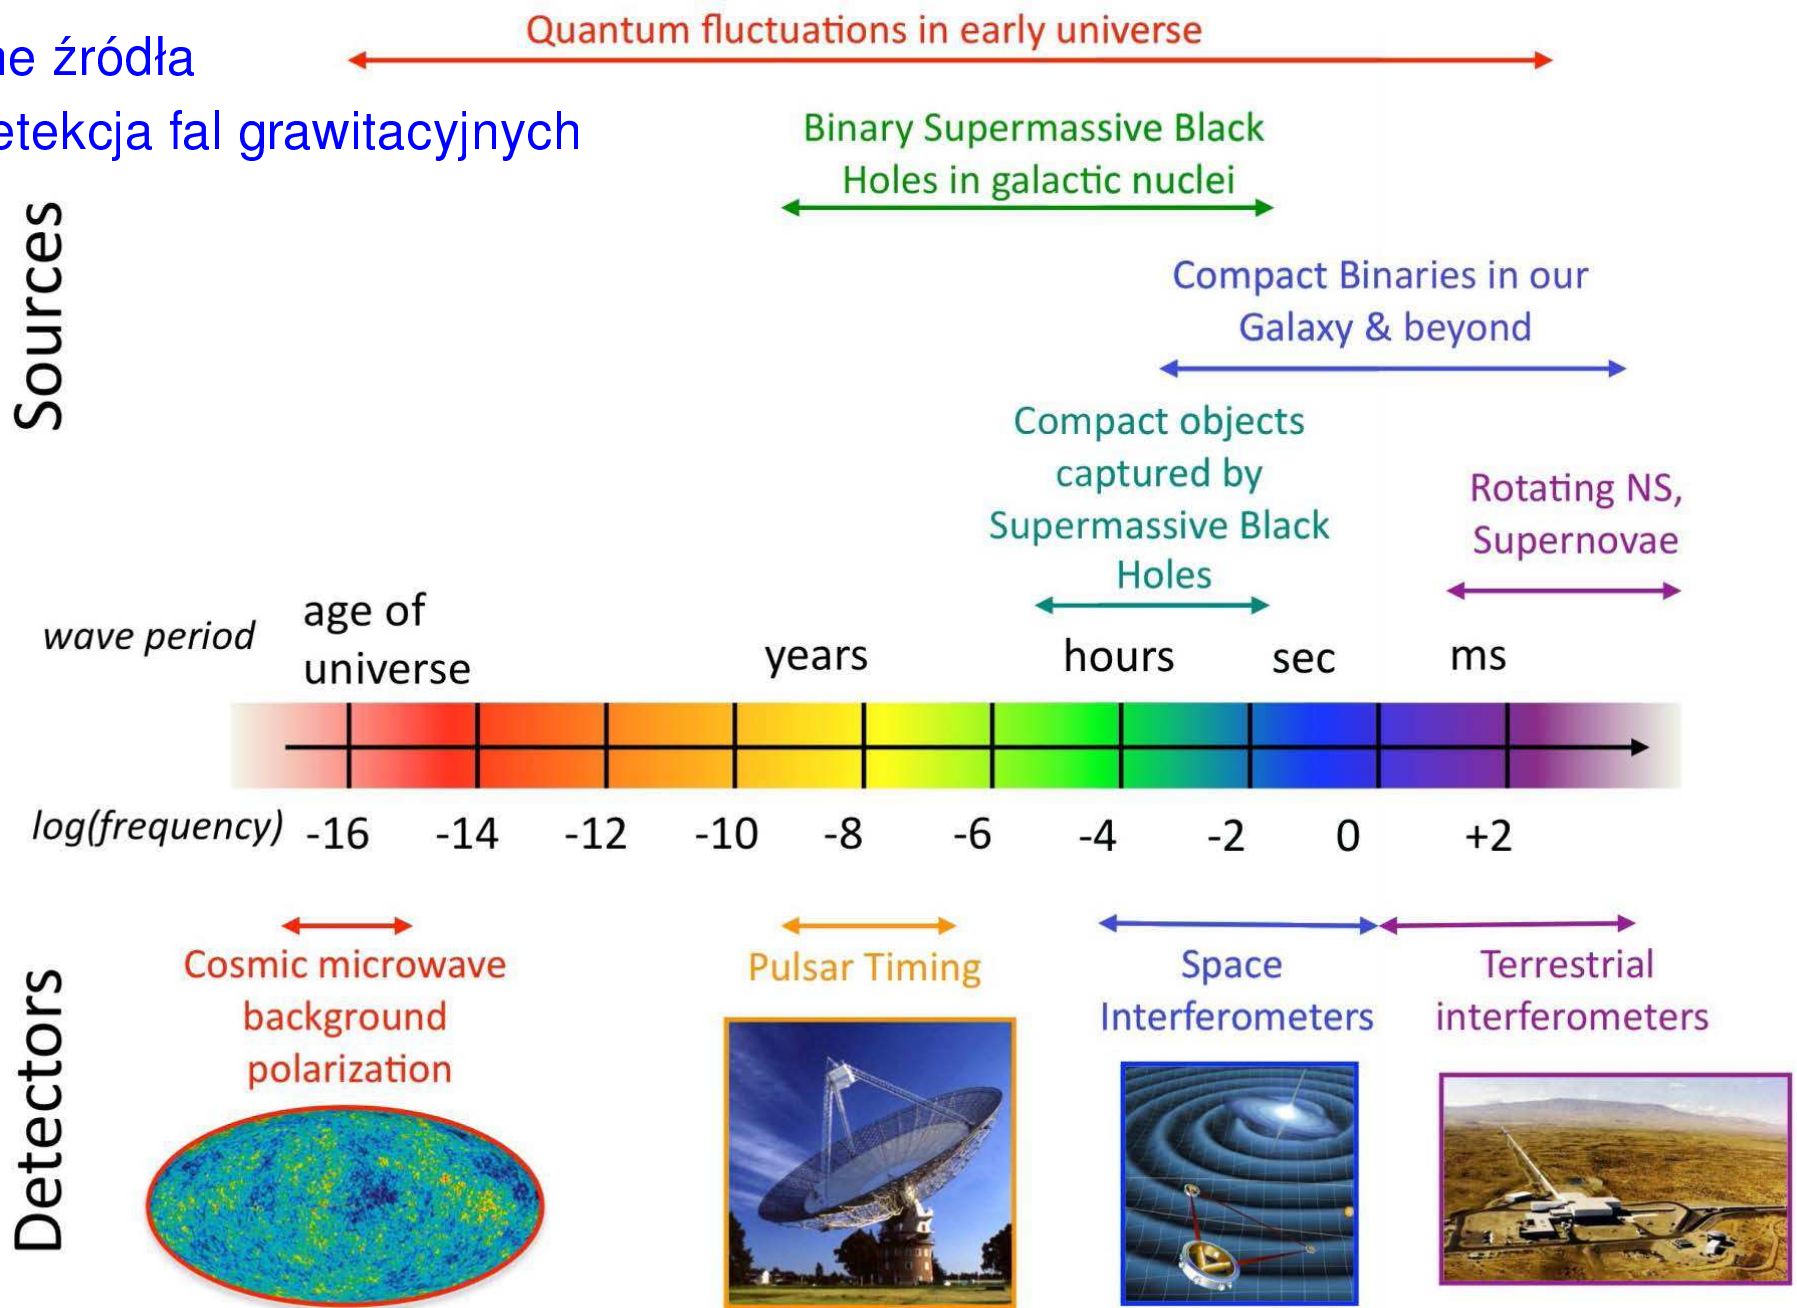 Quantum fluctuations in early universe
źródła
fal grawitacyjnych
Binary Supermassive Black
Holes in galactic nuclei
Sources
Compact Binaries in our
Galaxy & beyond
Compact objects
captured by
Supermassive Black
Holes
Rotating NS,
Supernovae
wave period
age of
universe
years
hours
sec
ms
log(frequency) -16 -14 -12 -10 -8 -6 -4 -2 0 +2
Detectors
Cosmic microwave
background
polarization
Pulsar Timing
Space
Interferometers
Terrestrial
interferometers